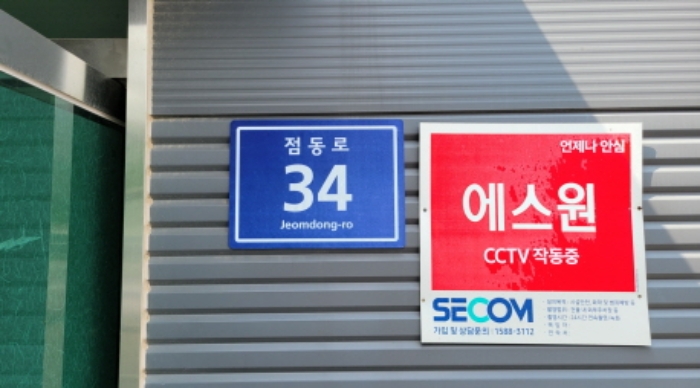 점동로
34
Jeomdong-ro
언제나 안심
에스원
CCTV 작동중
SECOM
가입 및 상담문의 : 1588-3112